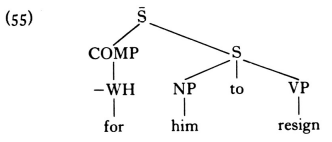 (55) S̄
COMP S
−WH NP to VP
for him resign